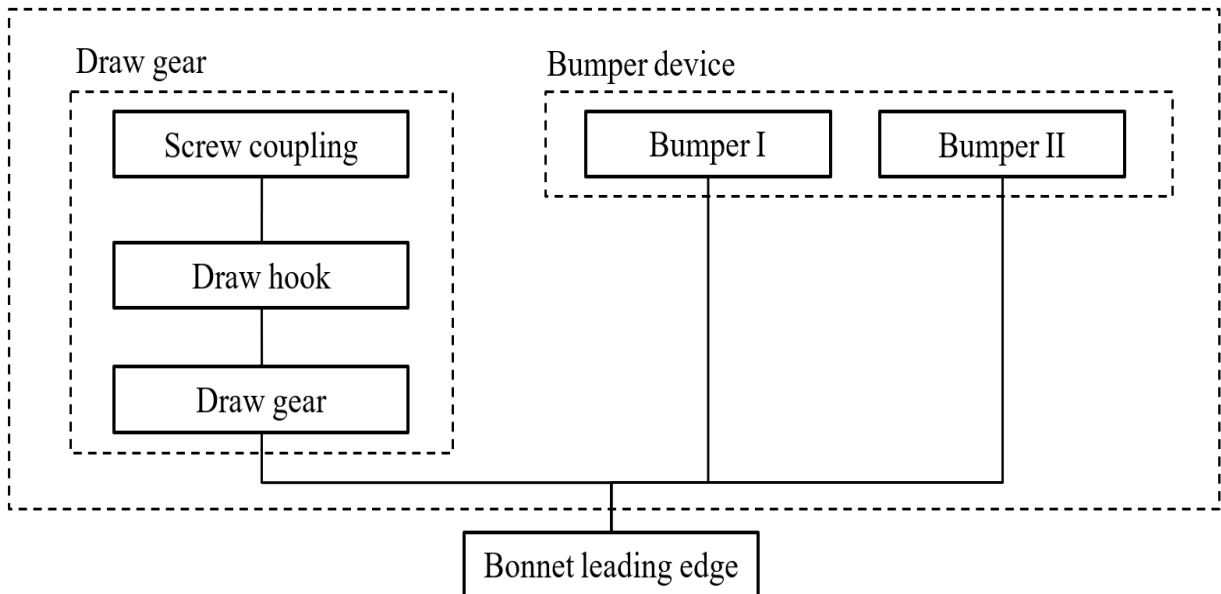 Draw gear
Screw coupling
Draw hook
Draw gear
Bumper device
Bumper I
Bumper II
Bonnet leading edge